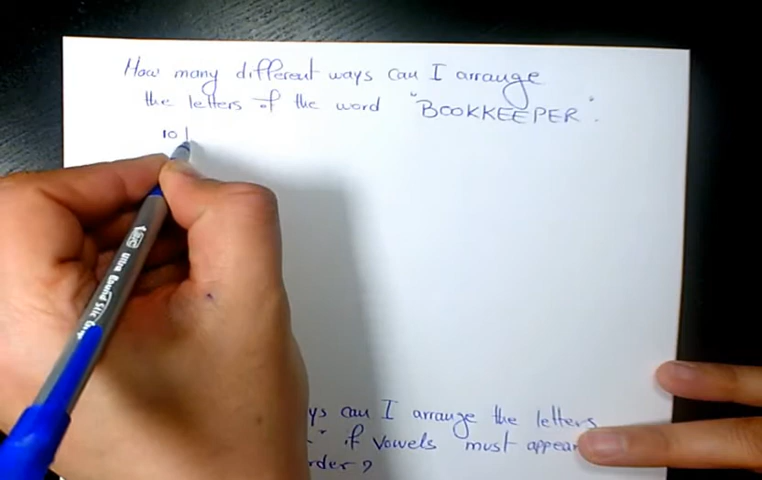 How many different ways can I arrange
the letters of the word "BOOKKEEPER".
10
ys can I arrange the letters
" if vowels must appear
rder ?